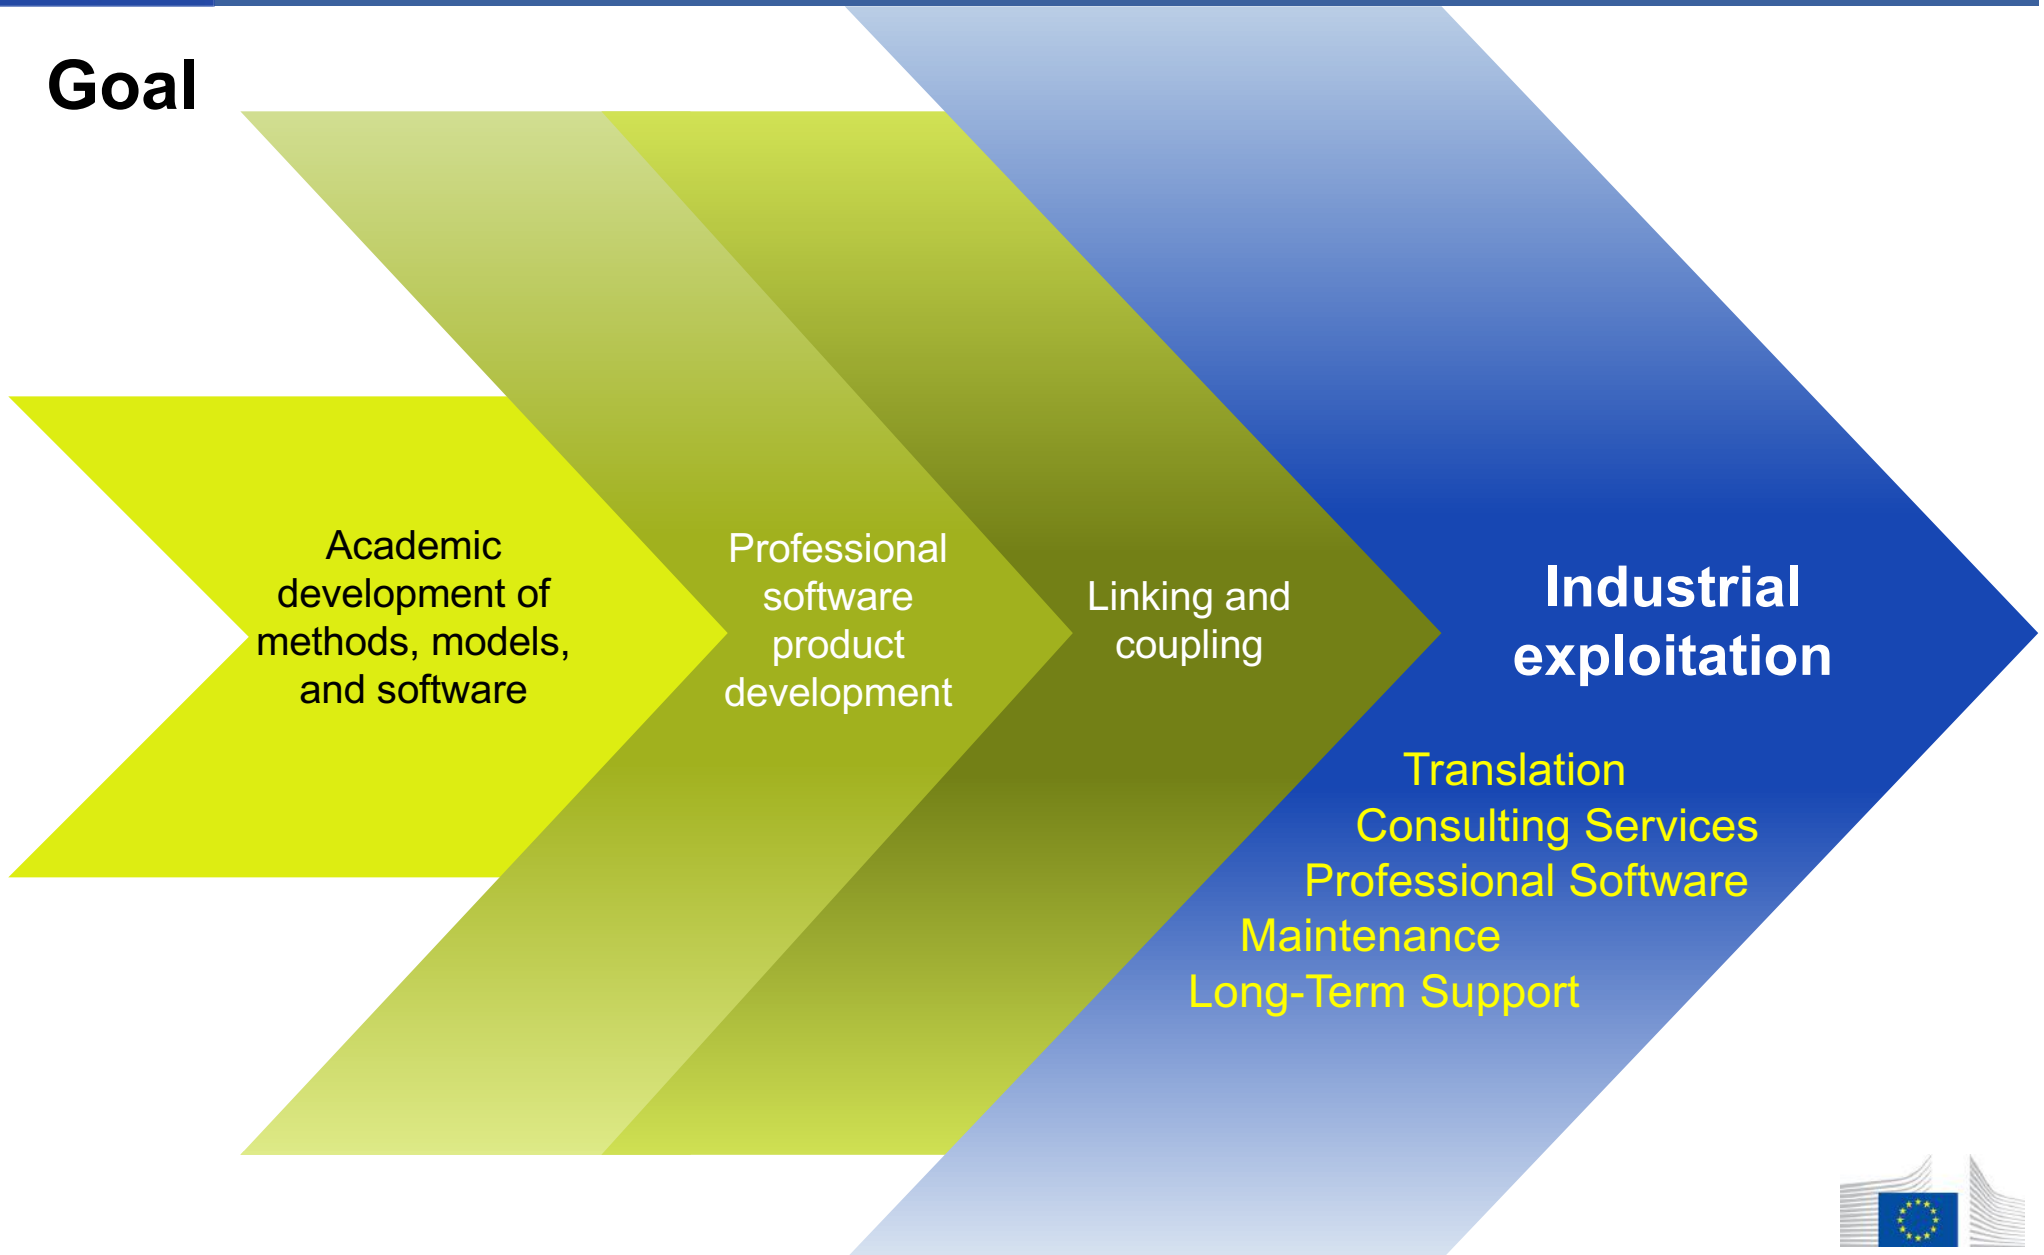 Goal
Academic
development of
methods, models,
and software
Professional
software
product
development
Linking and
coupling
Industrial
exploitation
Translation
Consulting Services
Professional Software
Maintenance
Long-Term Support